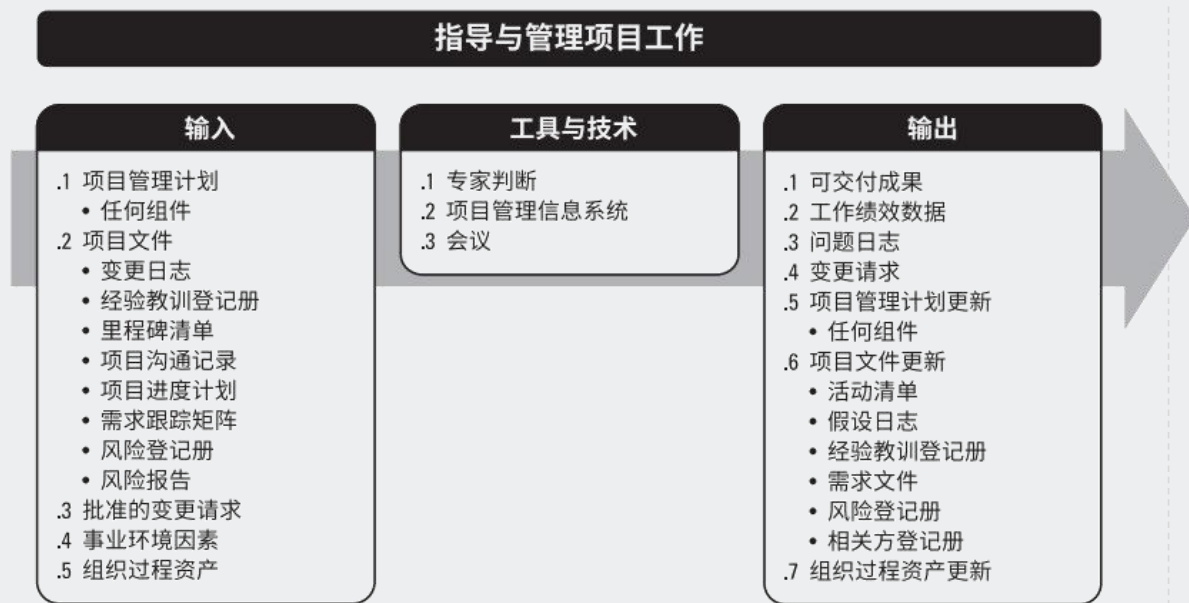 指导与管理项目工作
输入
.1 项目管理计划
• 任何组件
.2 项目文件
• 变更日志
• 经验教训登记册
• 里程碑清单
• 项目沟通记录
• 项目进度计划
• 需求跟踪矩阵
• 风险登记册
• 风险报告
.3 批准的变更请求
.4 事业环境因素
.5 组织过程资产
工具与技术
.1 专家判断
.2 项目管理信息系统
.3 会议
输出
.1 可交付成果
.2 工作绩效数据
.3 问题日志
.4 变更请求
.5 项目管理计划更新
• 任何组件
.6 项目文件更新
• 活动清单
• 假设日志
• 经验教训登记册
• 需求文件
• 风险登记册
• 相关方登记册
.7 组织过程资产更新